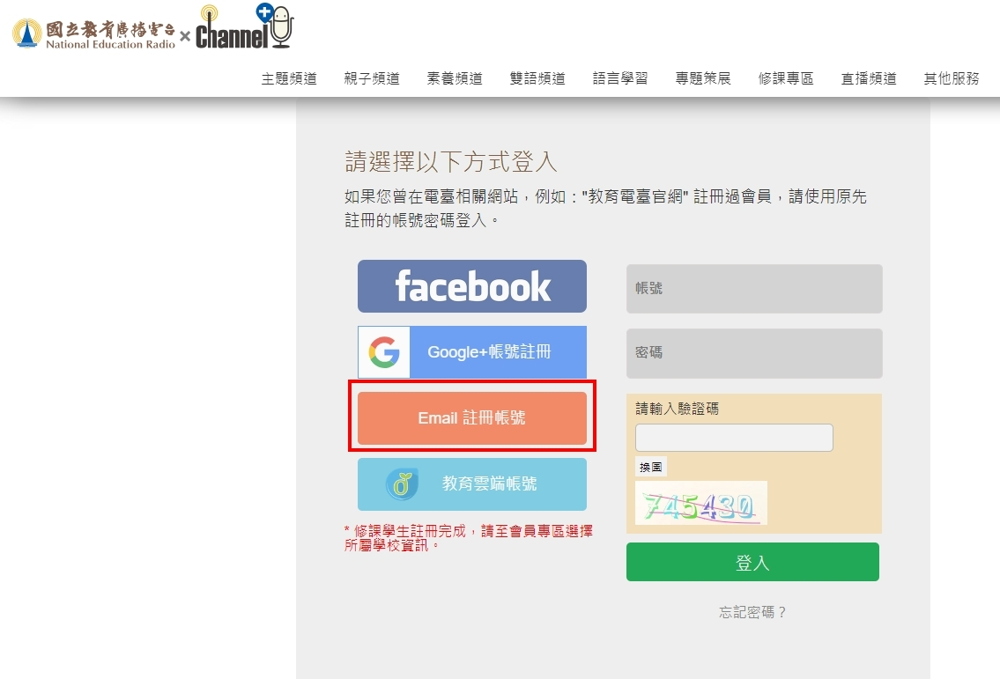 國立教育廣播電台
National Education Radio
×
Channel
主題頻道 親子頻道 素養頻道 雙語頻道 語言學習 專題策展 修課專區 直播頻道 其他服務
請選擇以下方式登入
如果您曾在電臺相關網站，例如："教育電臺官網" 註冊過會員，請使用原先
註冊的帳號密碼登入。
facebook
Google+帳號註冊
Email 註冊帳號
教育雲端帳號
* 修課學生註冊完成，請至會員專區選擇
所屬學校資訊。
帳號
密碼
請輸入驗證碼
換圖
745430
登入
忘記密碼？